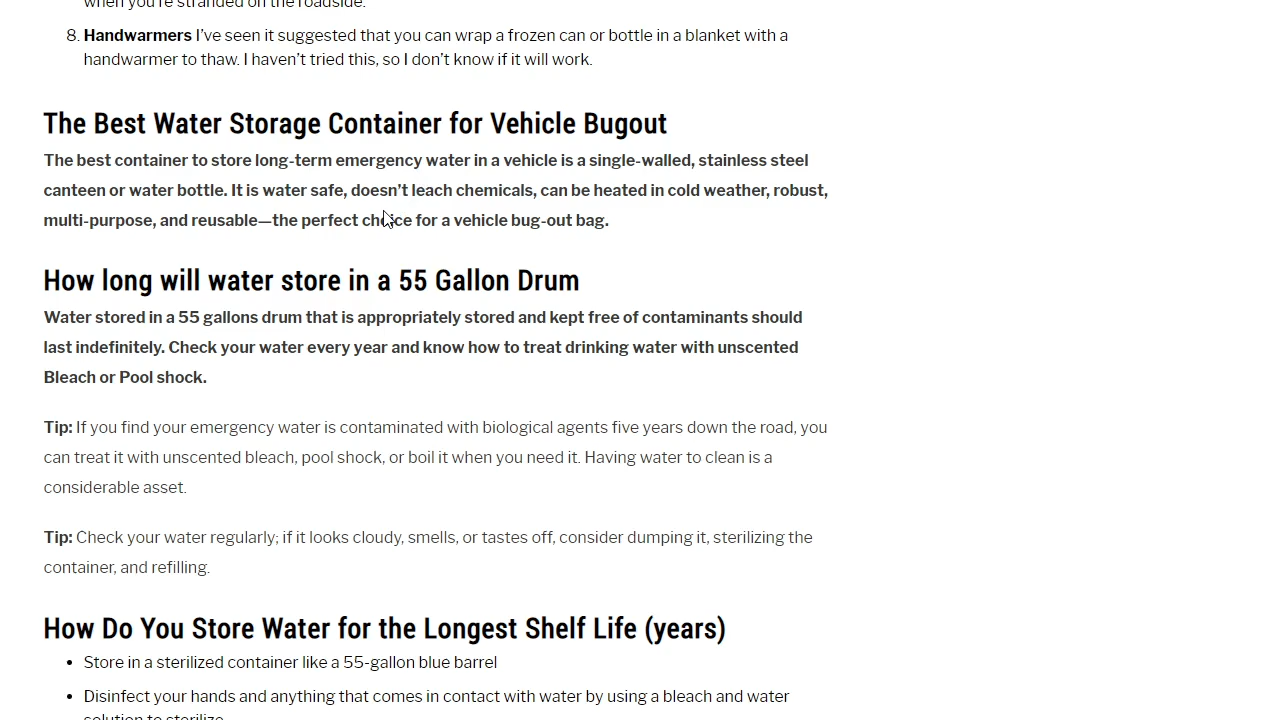 when you're stranded on the roadside.
8. Handwarmers I've seen it suggested that you can wrap a frozen can or bottle in a blanket with a
handwarmer to thaw. I haven't tried this, so I don't know if it will work.
The Best Water Storage Container for Vehicle Bugout
The best container to store long-term emergency water in a vehicle is a single-walled, stainless steel
canteen or water bottle. It is water safe, doesn't leach chemicals, can be heated in cold weather, robust,
multi-purpose, and reusable—the perfect choice for a vehicle bug-out bag.
How long will water store in a 55 Gallon Drum
Water stored in a 55 gallons drum that is appropriately stored and kept free of contaminants should
last indefinitely. Check your water every year and know how to treat drinking water with unscented
Bleach or Pool shock.
Tip: If you find your emergency water is contaminated with biological agents five years down the road, you
can treat it with unscented bleach, pool shock, or boil it when you need it. Having water to clean is a
considerable asset.
Tip: Check your water regularly; if it looks cloudy, smells, or tastes off, consider dumping it, sterilizing the
container, and refilling.
How Do You Store Water for the Longest Shelf Life (years)
• Store in a sterilized container like a 55-gallon blue barrel
• Disinfect your hands and anything that comes in contact with water by using a bleach and water
solution to sterilize